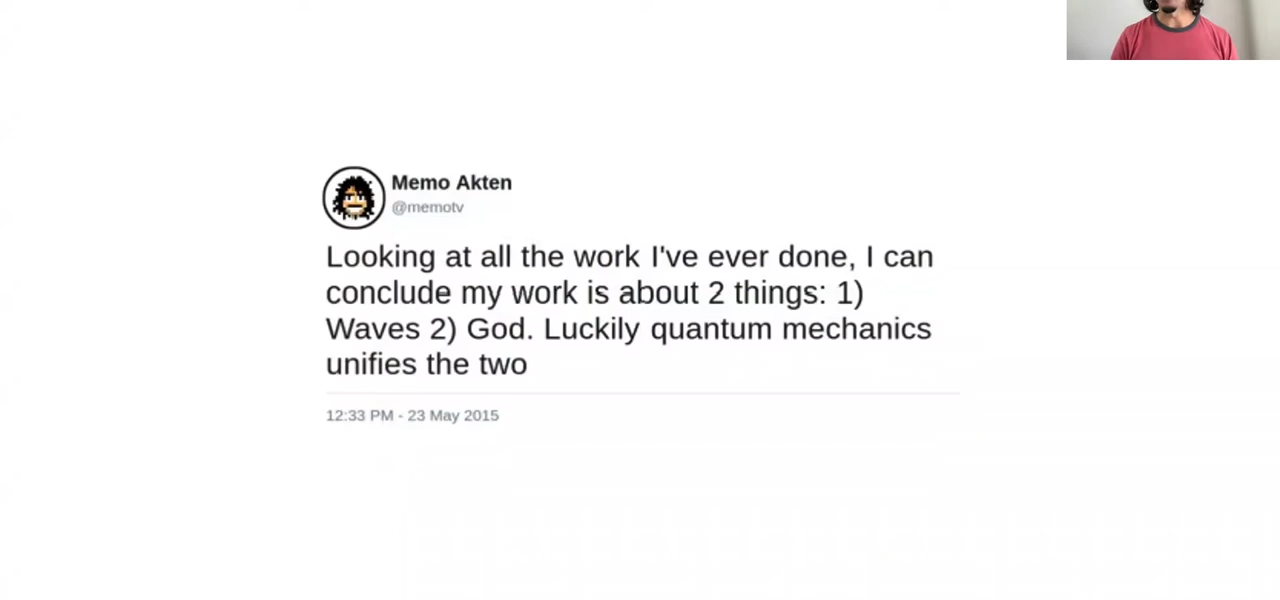 Memo Akten
@memotv
Looking at all the work I've ever done, I can
conclude my work is about 2 things: 1)
Waves 2) God. Luckily quantum mechanics
unifies the two
12:33 PM - 23 May 2015